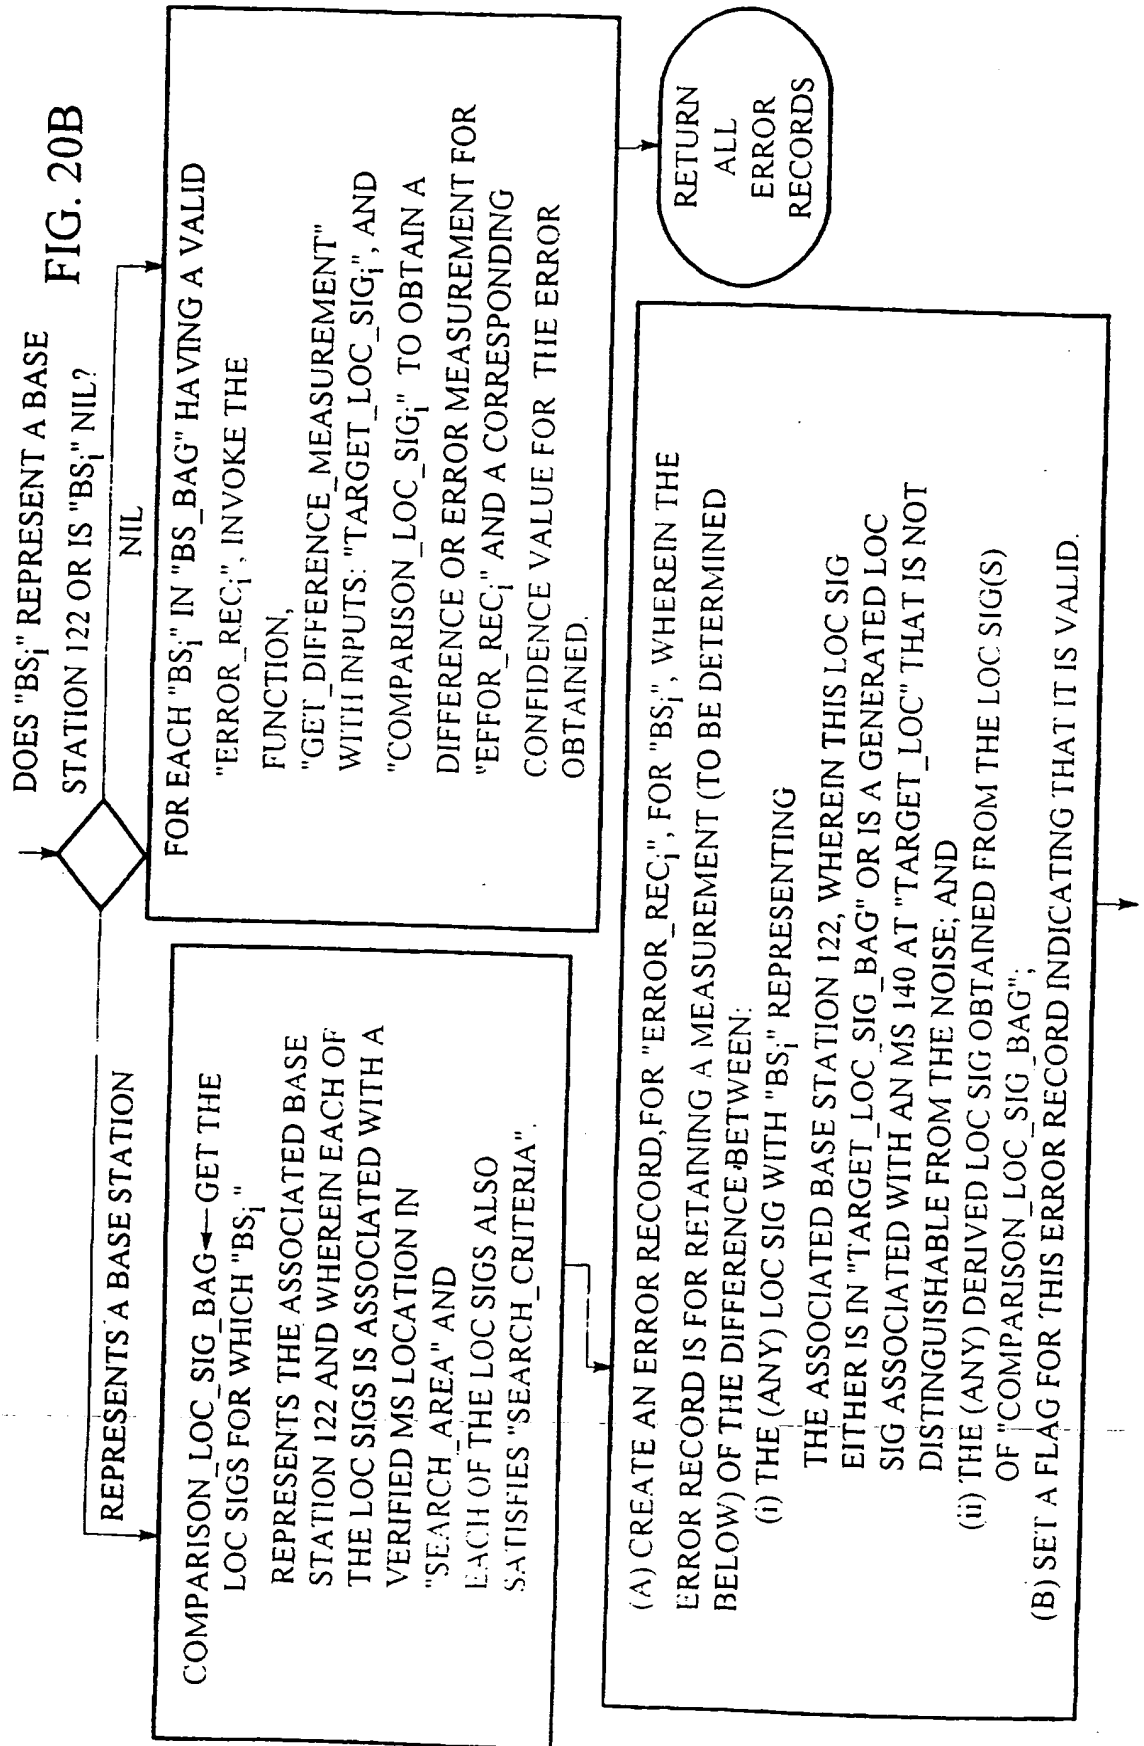 DOES "BSi" REPRESENT A BASE
STATION 122 OR IS "BSi" NIL?
FIG. 20B
REPRESENTS A BASE STATION
NIL
COMPARISON_LOC_SIG_BAG←GET THE
LOC SIGS FOR WHICH "BSi"
REPRESENTS THE ASSOCIATED BASE
STATION 122 AND WHEREIN EACH OF
THE LOC SIGS IS ASSOCIATED WITH A
VERIFIED MS LOCATION IN
"SEARCH_AREA" AND
EACH OF THE LOC SIGS ALSO
SATISFIES "SEARCH_CRITERIA".
FOR EACH "BSi" IN "BS_BAG" HAVING A VALID
"ERROR_RECi", INVOKE THE
FUNCTION,
"GET_DIFFERENCE_MEASUREMENT"
WITH INPUTS: "TARGET_LOC_SIGi", AND
"COMPARISON_LOC_SIGi" TO OBTAIN A
DIFFERENCE OR ERROR MEASUREMENT FOR
"EFFOR_RECi" AND A CORRESPONDING
CONFIDENCE VALUE FOR THE ERROR
OBTAINED.
RETURN
ALL
ERROR
RECORDS
(A) CREATE AN ERROR RECORD,FOR "ERROR_RECi", FOR "BSi", WHEREIN THE
ERROR RECORD IS FOR RETAINING A MEASUREMENT (TO BE DETERMINED
BELOW) OF THE DIFFERENCE BETWEEN:
(i) THE (ANY) LOC SIG WITH "BSi" REPRESENTING
THE ASSOCIATED BASE STATION 122, WHEREIN THIS LOC SIG
EITHER IS IN "TARGET_LOC_SIG_BAG" OR IS A GENERATED LOC
SIG ASSOCIATED WITH AN MS 140 AT "TARGET_LOC" THAT IS NOT
DISTINGUISHABLE FROM THE NOISE; AND
(ii) THE (ANY) DERIVED LOC SIG OBTAINED FROM THE LOC SIG(S)
OF "COMPARISON_LOC_SIG_BAG";
(B) SET A FLAG FOR THIS ERROR RECORD INDICATING THAT IT IS VALID.